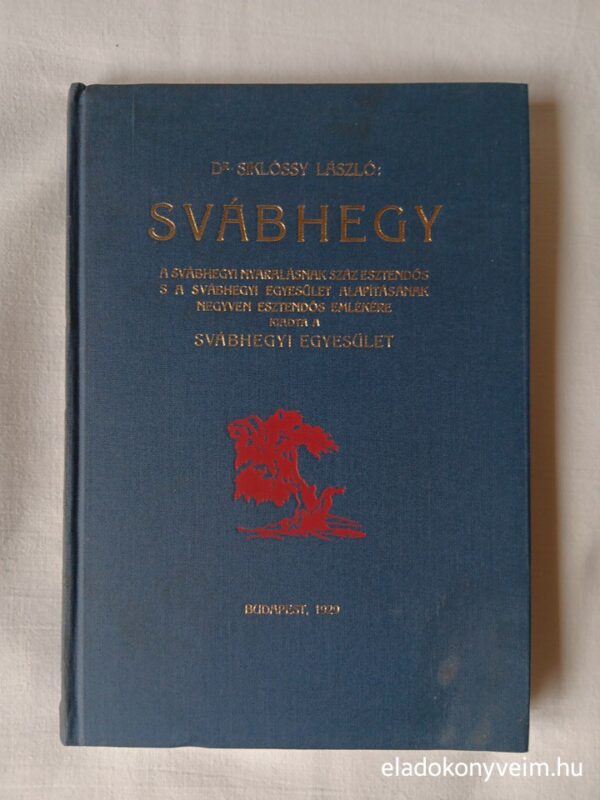 Dr. SIKLÓSSY LÁSZLÓ:
SVÁBHEGY
A SVÁBHEGYI NYARALÁSNAK SZÁZ ESZTENDŐS
S A SVÁBHEGYI EGYESÜLET ALAPÍTÁSÁNAK
NEGYVEN ESZTENDŐS EMLÉKÉRE
KIADTA A
SVÁBHEGYI EGYESÜLET
BUDAPEST, 1929
eladokonyveim.hu